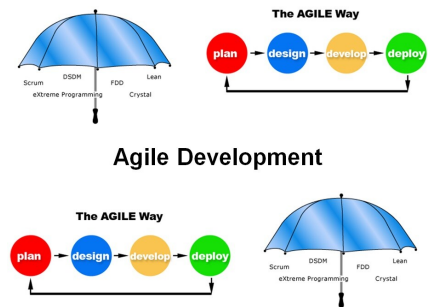 The AGILE Way
plan design develop deploy
DSDM Lean
Scrum FDD
eXtreme Programming Crystal
Agile Development
The AGILE Way
plan design develop deploy
DSDM Lean
Scrum FDD
eXtreme Programming Crystal